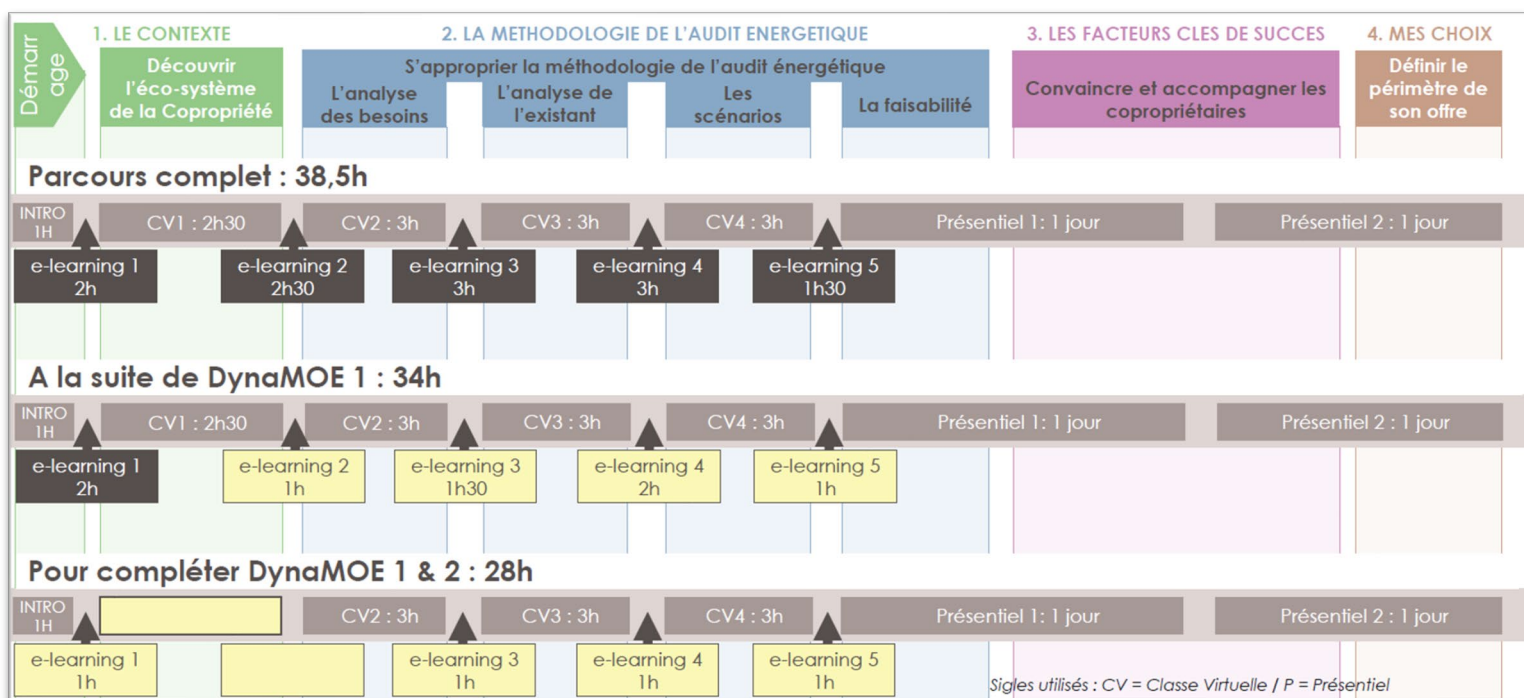 Démarr
age
1. LE CONTEXTE
2. LA METHODOLOGIE DE L'AUDIT ENERGETIQUE
3. LES FACTEURS CLES DE SUCCES
4. MES CHOIX
Découvrir
l'éco-système
de la Copropriété
S'approprier la méthodologie de l'audit énergétique
L'analyse
des besoins
L'analyse de
l'existant
Les
scénarios
La faisabilité
Convaincre et accompagner les
copropriétaires
Définir le
périmètre de
son offre
Parcours complet : 38,5h
INTRO
1H
CV1 : 2h30
CV2 : 3h
CV3 : 3h
CV4 : 3h
Présentiel 1: 1 jour
Présentiel 2 : 1 jour
e-learning 1
2h
e-learning 2
2h30
e-learning 3
3h
e-learning 4
3h
e-learning 5
1h30
A la suite de DynaMOE 1 : 34h
INTRO
1H
CV1 : 2h30
CV2 : 3h
CV3 : 3h
CV4 : 3h
Présentiel 1: 1 jour
Présentiel 2 : 1 jour
e-learning 1
2h
e-learning 2
1h
e-learning 3
1h30
e-learning 4
2h
e-learning 5
1h
Pour compléter DynaMOE 1 & 2 : 28h
INTRO
1H
CV2 : 3h
CV3 : 3h
CV4 : 3h
Présentiel 1: 1 jour
Présentiel 2 : 1 jour
e-learning 1
1h
e-learning 3
1h
e-learning 4
1h
e-learning 5
1h
Sigles utilisés : CV = Classe Virtuelle / P = Présentiel